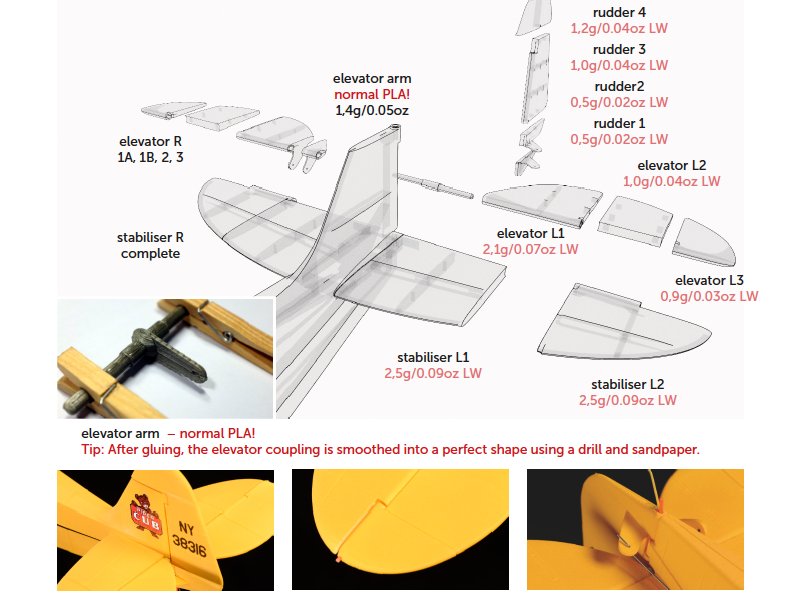 rudder 4
1,2g/0.04oz LW
rudder 3
1,0g/0.04oz LW
rudder2
0,5g/0.02oz LW
rudder 1
0,5g/0.02oz LW
elevator arm
normal PLA!
1,4g/0.05oz
elevator R
1A, 1B, 2, 3
elevator L2
1,0g/0.04oz LW
stabiliser R
complete
elevator L1
2,1g/0.07oz LW
elevator L3
0,9g/0.03oz LW
stabiliser L1
2,5g/0.09oz LW
stabiliser L2
2,5g/0.09oz LW
elevator arm – normal PLA!
Tip: After gluing, the elevator coupling is smoothed into a perfect shape using a drill and sandpaper.
CUB
NY
38316